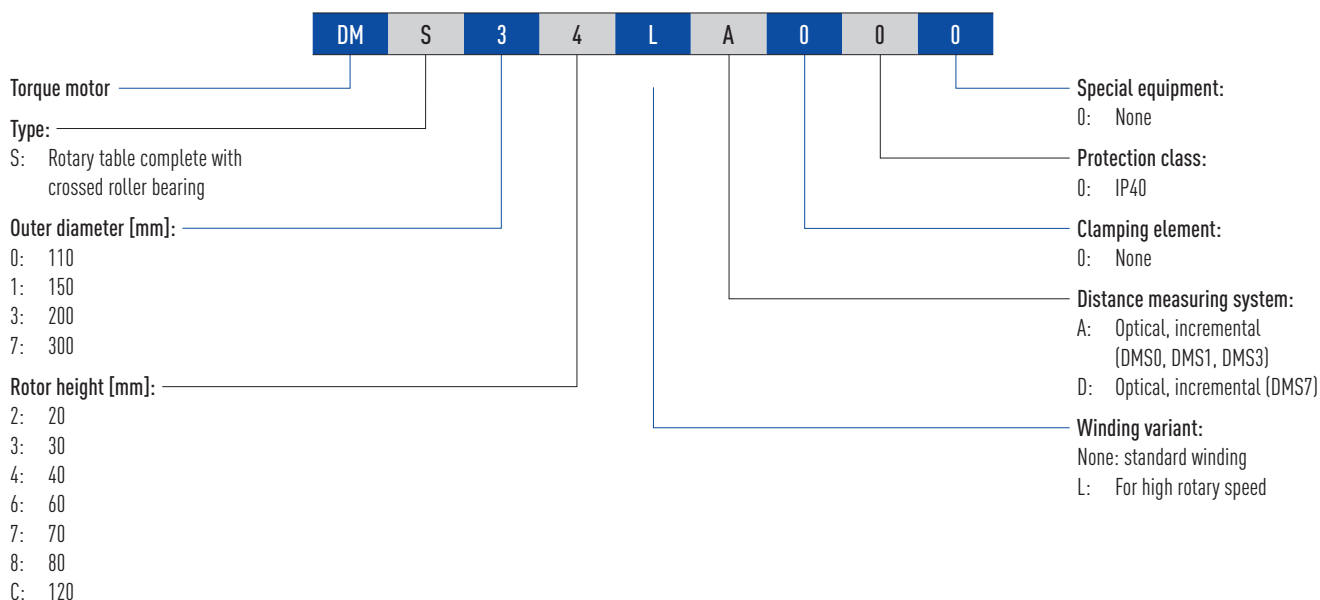 DM S 3 4 L A 0 0 0
Torque motor
Type:
S: Rotary table complete with
crossed roller bearing
Outer diameter [mm]:
0: 110
1: 150
3: 200
7: 300
Rotor height [mm]:
2: 20
3: 30
4: 40
6: 60
7: 70
8: 80
C: 120
Special equipment:
0: None
Protection class:
0: IP40
Clamping element:
0: None
Distance measuring system:
A: Optical, incremental
(DMS0, DMS1, DMS3)
D: Optical, incremental (DMS7)
Winding variant:
None: standard winding
L: For high rotary speed